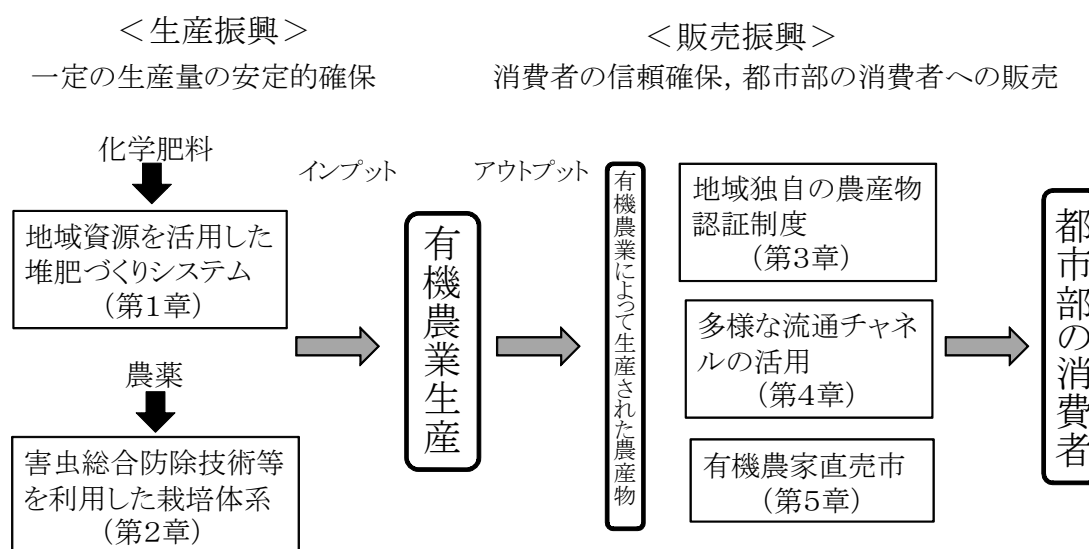 ＜生産振興＞
一定の生産量の安定的確保
＜販売振興＞
消費者の信頼確保, 都市部の消費者への販売
化学肥料
地域資源を活用した
堆肥づくりシステム
（第1章）
農薬
害虫総合防除技術等
を利用した栽培体系
（第2章）
インプット
有機農業生産
アウトプット
有機農業によって生産された農産物
地域独自の農産物
認証制度
（第3章）
多様な流通チャネ
ルの活用
（第4章）
有機農家直売市
（第5章）
都市部の消費者